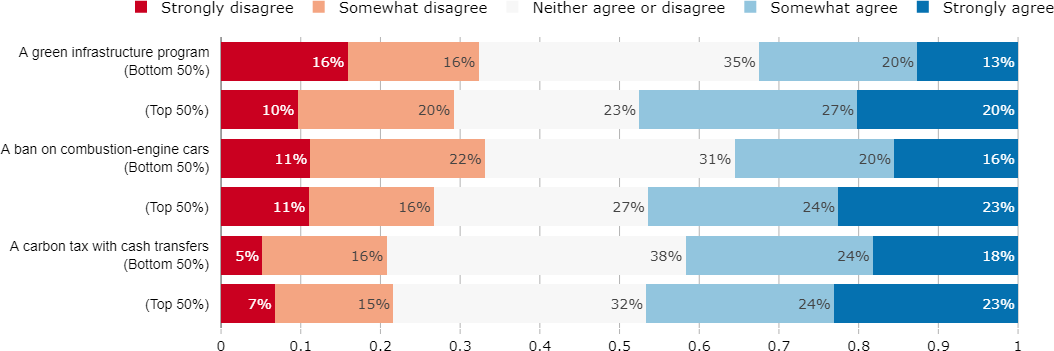 Strongly disagree Somewhat disagree Neither agree or disagree Somewhat agree Strongly agree
A green infrastructure program
(Bottom 50%)
16% 16% 35% 20% 13%
(Top 50%) 10% 20% 23% 27% 20%
A ban on combustion-engine cars
(Bottom 50%)
11% 22% 31% 20% 16%
(Top 50%) 11% 16% 27% 24% 23%
A carbon tax with cash transfers
(Bottom 50%)
5% 16% 38% 24% 18%
(Top 50%) 7% 15% 32% 24% 23%
0 0.1 0.2 0.3 0.4 0.5 0.6 0.7 0.8 0.9 1